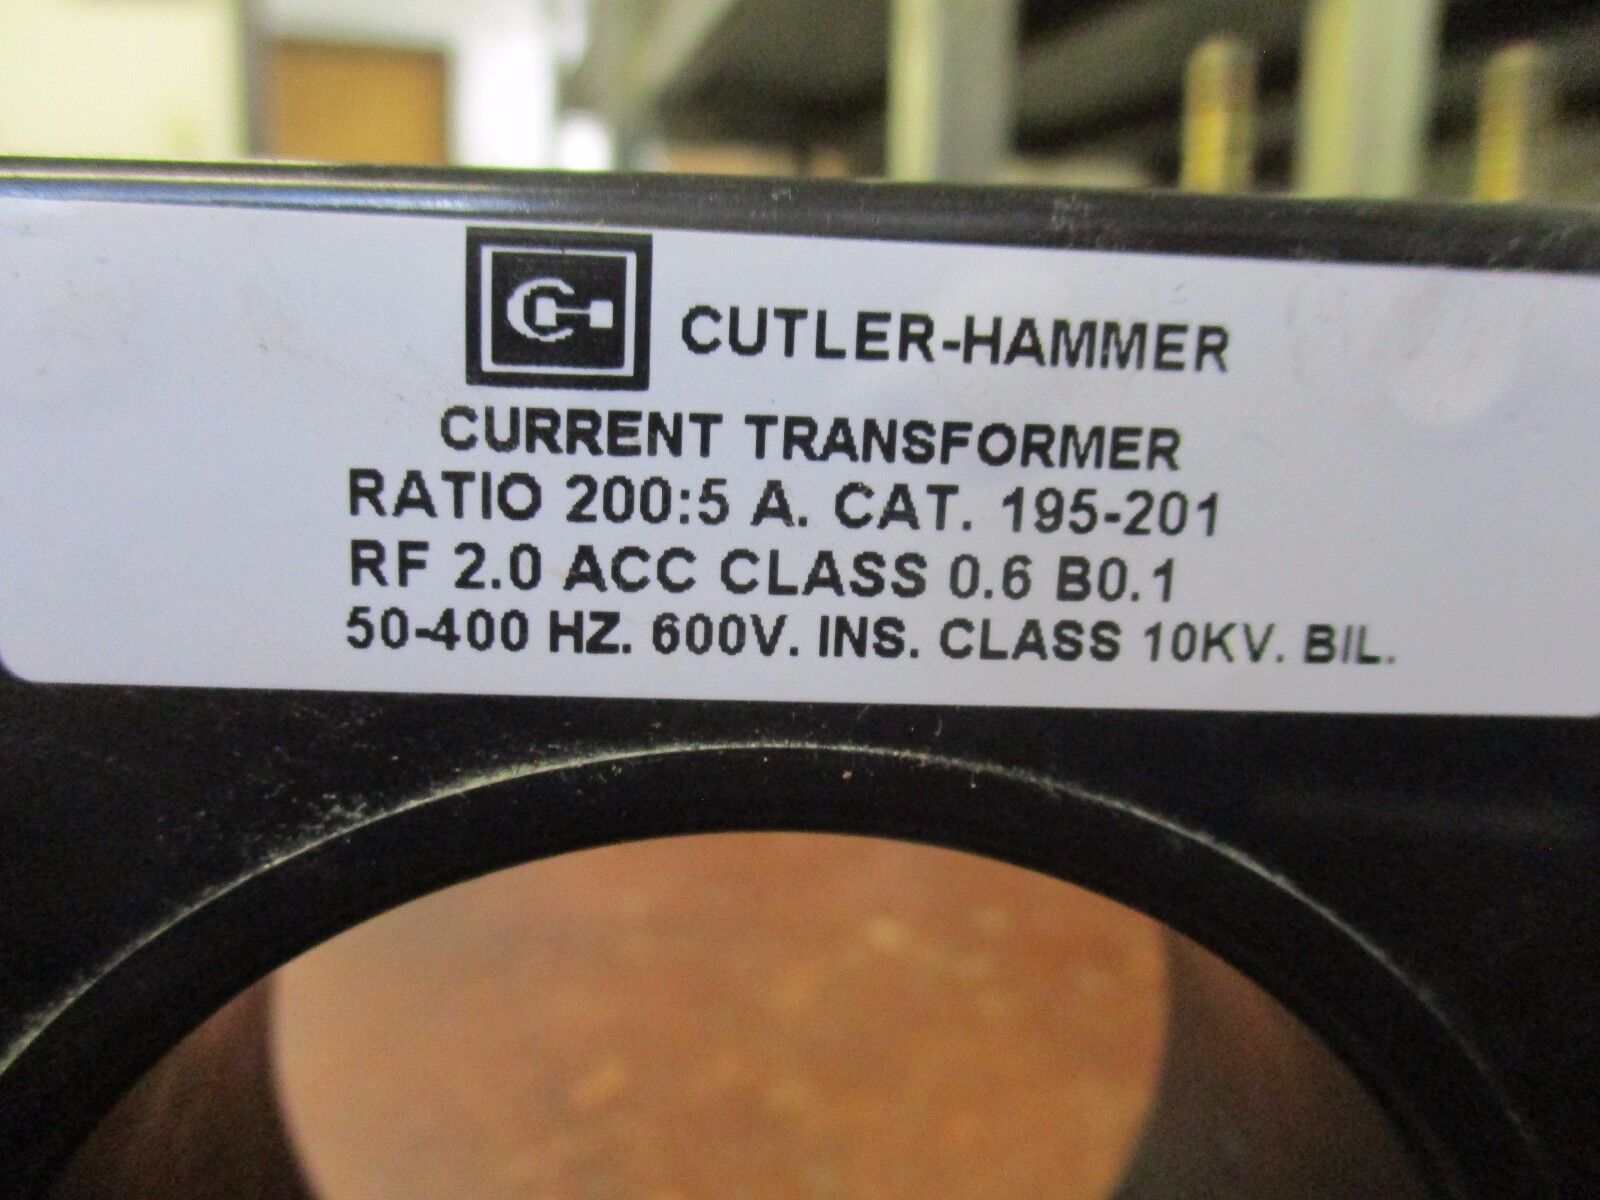 CUTLER-HAMMER
CURRENT TRANSFORMER
RATIO 200:5 A. CAT. 195-201
RF 2.0 ACC CLASS 0.6 B0.1
50-400 HZ. 600V. INS. CLASS 10KV. BIL.